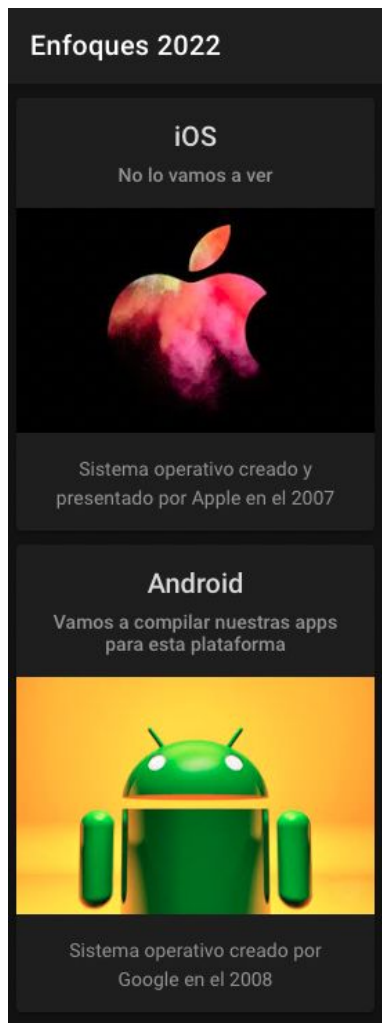 Enfoques 2022
iOS
No lo vamos a ver
Sistema operativo creado y
presentado por Apple en el 2007
Android
Vamos a compilar nuestras apps
para esta plataforma
Sistema operativo creado por
Google en el 2008